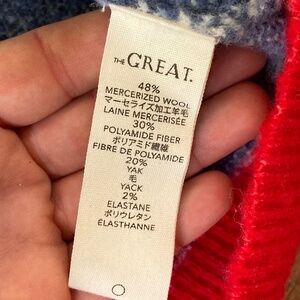 THE GREAT.
48%
MERCERIZED WOOL
マーセライズ加工羊毛
LAINE MERCERISÉE
30%
POLYAMIDE FIBER
ポリアミド繊維
FIBRE DE POLYAMIDE
20%
YAK
毛
YACK
2%
ELASTANE
ポリウレタン
ÉLASTHANNE